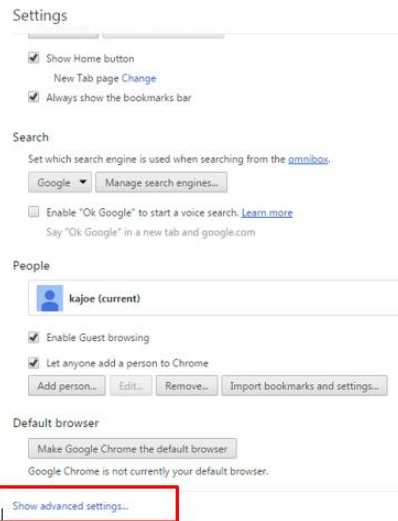 Settings
Show Home button
New Tab page Change
Always show the bookmarks bar
Search
Set which search engine is used when searching from the omnibox.
Google Manage search engines...
Enable "Ok Google" to start a voice search. Learn more
Say "Ok Google" in a new tab and google.com
People
kajoe (current)
Enable Guest browsing
Let anyone add a person to Chrome
Add person... Edit... Remove... Import bookmarks and settings...
Default browser
Make Google Chrome the default browser
Google Chrome is not currently your default browser.
Show advanced settings...